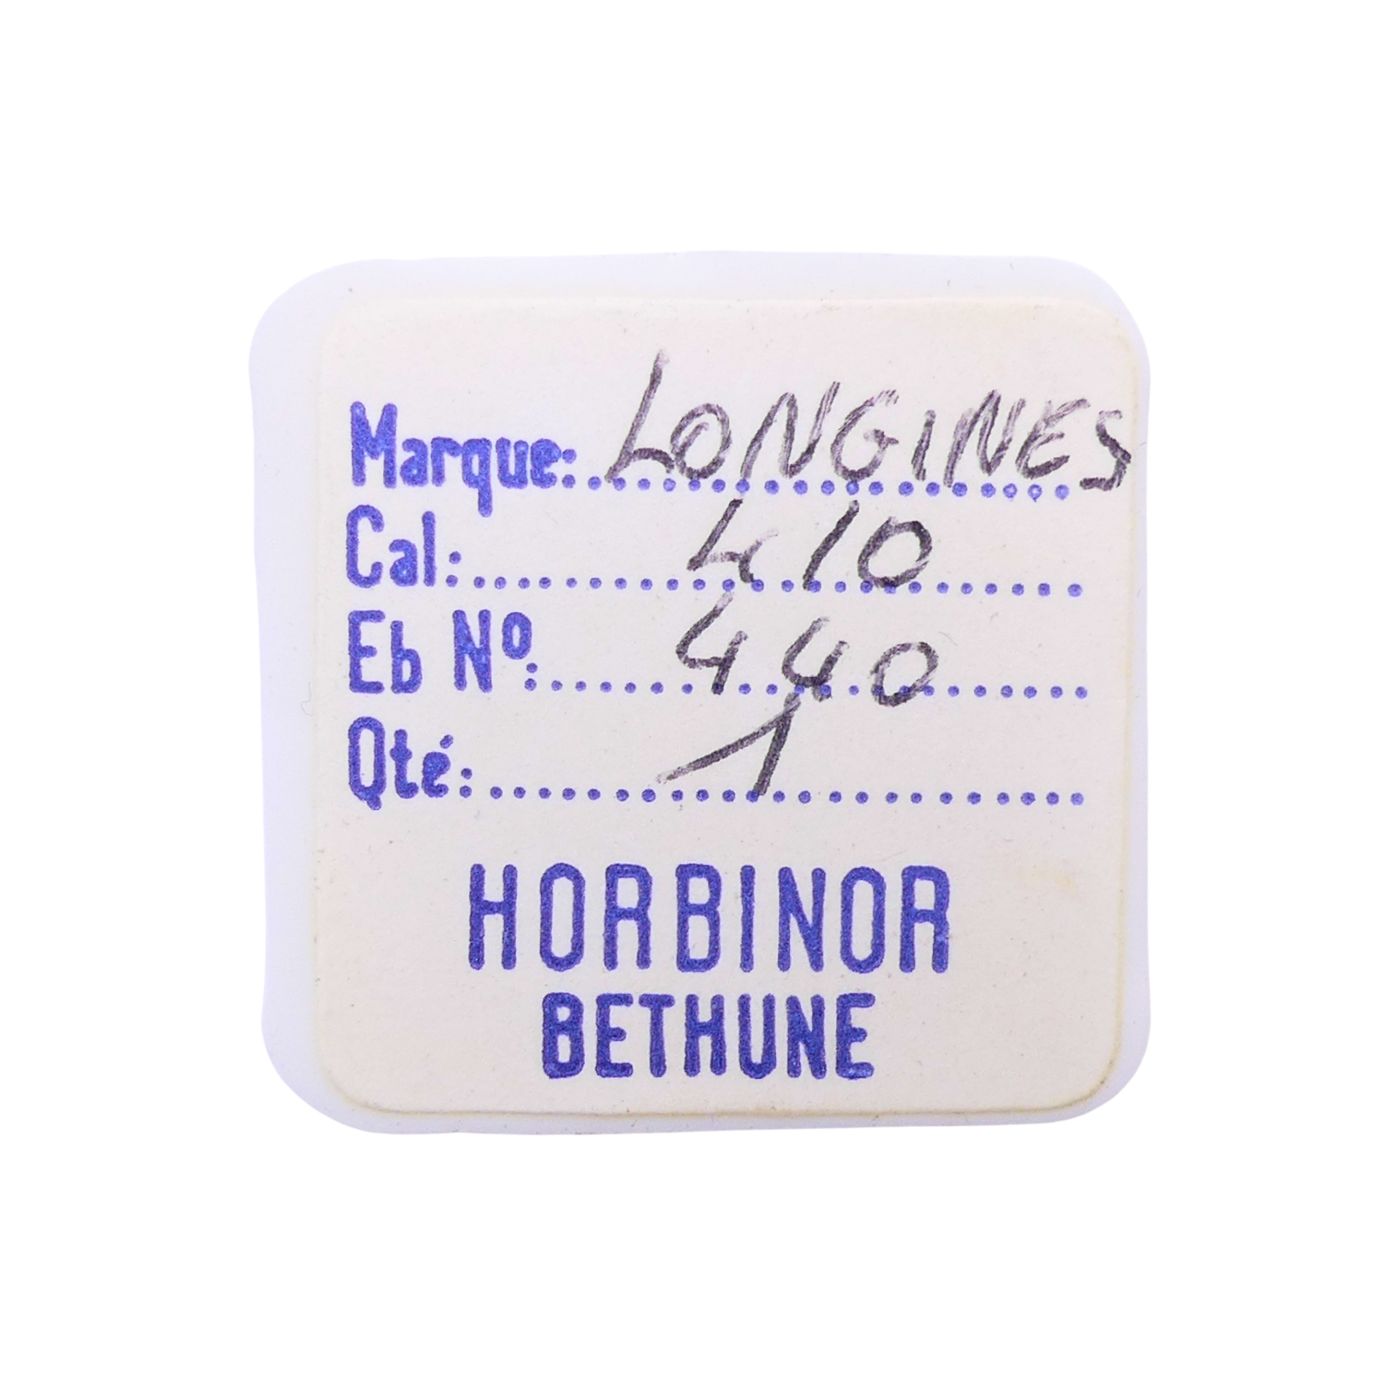 Marque: LONGINES
Cal: 410
Eb Nº: 440
Qté: 1
HORBINOR
BETHUNE